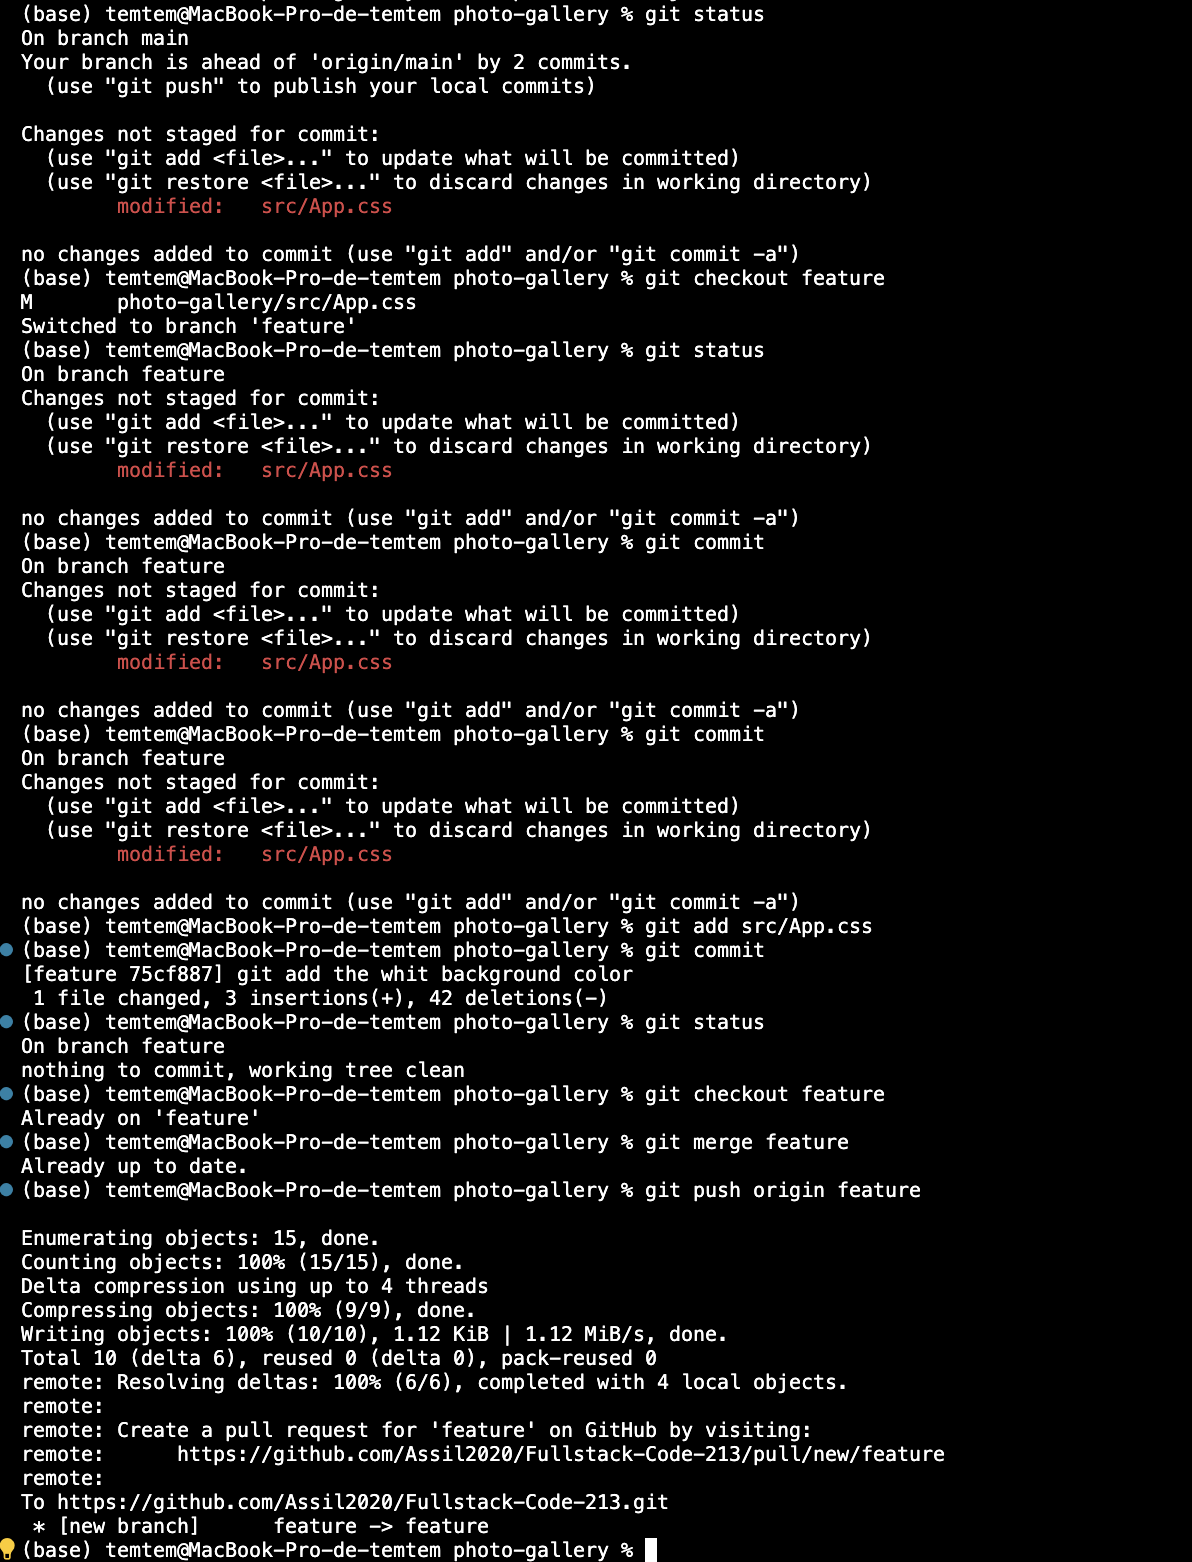 (base) temtem@MacBook-Pro-de-temtem photo-gallery % git status
On branch main
Your branch is ahead of 'origin/main' by 2 commits.
  (use "git push" to publish your local commits)

Changes not staged for commit:
  (use "git add <file>..." to update what will be committed)
  (use "git restore <file>..." to discard changes in working directory)
        modified:   src/App.css

no changes added to commit (use "git add" and/or "git commit -a")
(base) temtem@MacBook-Pro-de-temtem photo-gallery % git checkout feature
M       photo-gallery/src/App.css
Switched to branch 'feature'
(base) temtem@MacBook-Pro-de-temtem photo-gallery % git status
On branch feature
Changes not staged for commit:
  (use "git add <file>..." to update what will be committed)
  (use "git restore <file>..." to discard changes in working directory)
        modified:   src/App.css

no changes added to commit (use "git add" and/or "git commit -a")
(base) temtem@MacBook-Pro-de-temtem photo-gallery % git commit
On branch feature
Changes not staged for commit:
  (use "git add <file>..." to update what will be committed)
  (use "git restore <file>..." to discard changes in working directory)
        modified:   src/App.css

no changes added to commit (use "git add" and/or "git commit -a")
(base) temtem@MacBook-Pro-de-temtem photo-gallery % git commit
On branch feature
Changes not staged for commit:
  (use "git add <file>..." to update what will be committed)
  (use "git restore <file>..." to discard changes in working directory)
        modified:   src/App.css

no changes added to commit (use "git add" and/or "git commit -a")
(base) temtem@MacBook-Pro-de-temtem photo-gallery % git add src/App.css
(base) temtem@MacBook-Pro-de-temtem photo-gallery % git commit
[feature 75cf887] git add the whit background color
 1 file changed, 3 insertions(+), 42 deletions(-)
(base) temtem@MacBook-Pro-de-temtem photo-gallery % git status
On branch feature
nothing to commit, working tree clean
(base) temtem@MacBook-Pro-de-temtem photo-gallery % git checkout feature
Already on 'feature'
(base) temtem@MacBook-Pro-de-temtem photo-gallery % git merge feature
Already up to date.
(base) temtem@MacBook-Pro-de-temtem photo-gallery % git push origin feature

Enumerating objects: 15, done.
Counting objects: 100% (15/15), done.
Delta compression using up to 4 threads
Compressing objects: 100% (9/9), done.
Writing objects: 100% (10/10), 1.12 KiB | 1.12 MiB/s, done.
Total 10 (delta 6), reused 0 (delta 0), pack-reused 0
remote: Resolving deltas: 100% (6/6), completed with 4 local objects.
remote:
remote: Create a pull request for 'feature' on GitHub by visiting:
remote:      https://github.com/Assil2020/Fullstack-Code-213/pull/new/feature
remote:
To https://github.com/Assil2020/Fullstack-Code-213.git
 * [new branch]      feature -> feature
(base) temtem@MacBook-Pro-de-temtem photo-gallery %